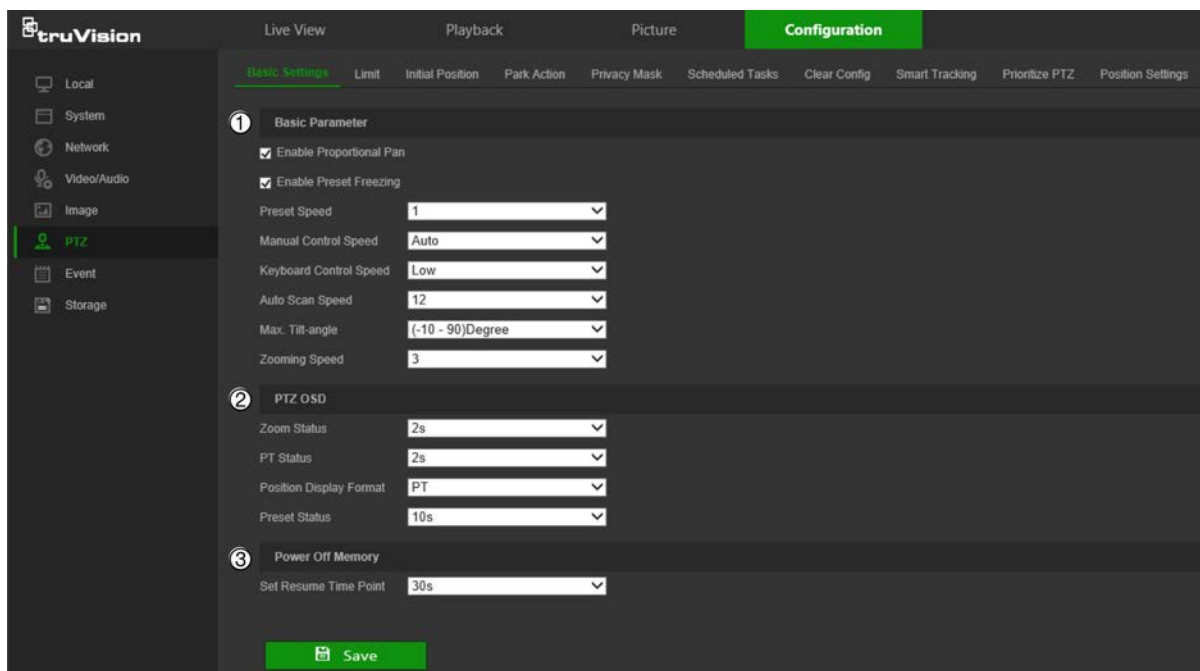 truVision Live View Playback Picture Configuration
Basic Settings Limit Initial Position Park Action Privacy Mask Scheduled Tasks Clear Config Smart Tracking Prioritize PTZ Position Settings
Local
System
Network
Video/Audio
Image
PTZ
Event
Storage
① Basic Parameter
Enable Proportional Pan
Enable Preset Freezing
Preset Speed 1
Manual Control Speed Auto
Keyboard Control Speed Low
Auto Scan Speed 12
Max. Tilt-angle (-10 - 90)Degree
Zooming Speed 3
② PTZ OSD
Zoom Status 2s
PT Status 2s
Position Display Format PT
Preset Status 10s
③ Power Off Memory
Set Resume Time Point 30s
Save